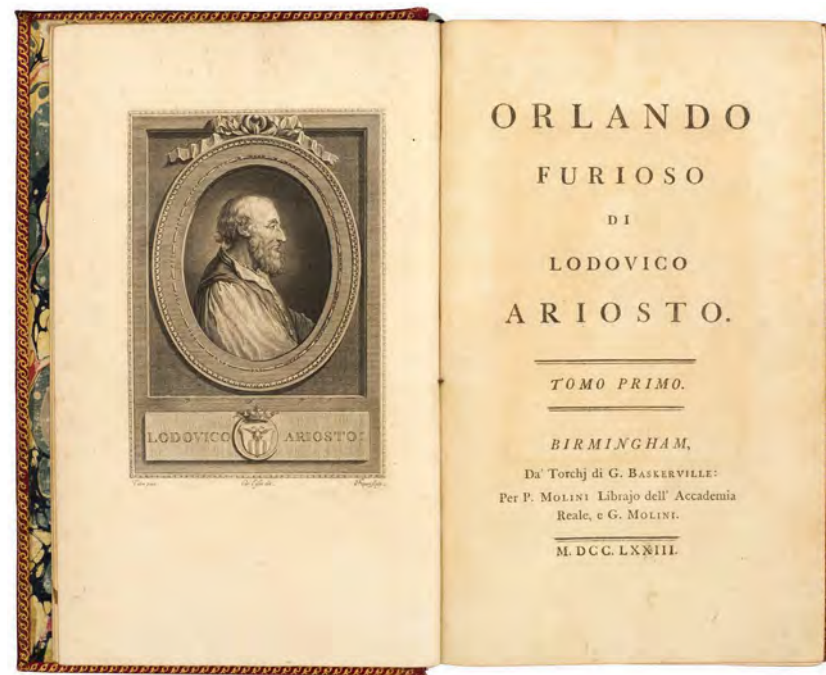 LODOVICO ARIOSTO
ORLANDO
FURIOSO
DI
LODOVICO
ARIOSTO.
TOMO PRIMO.
BIRMINGHAM,
Da' Torchj di G. BASKERVILLE:
Per P. MOLINI Librajo dell' Accademia
Reale, e G. MOLINI.
M. DCC. LXXIII.